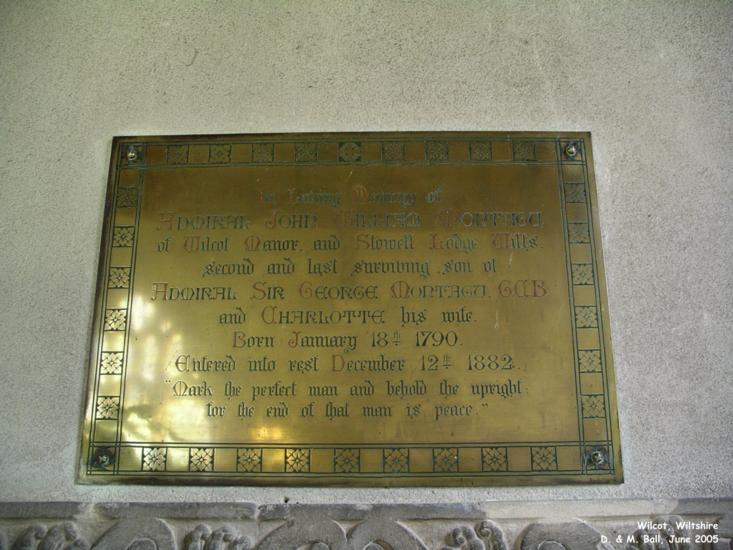 In Loving Memory of
ADMIRAL JOHN WILLIAM MONTAGU,
of Wilcot Manor, and Stowell Lodge Wilts.
second and last surviving son of
ADMIRAL SIR GEORGE MONTAGU, GCB
and CHARLOTTE his wife.
Born January 18th 1790.
Entered into rest December 12th 1882.
"Mark the perfect man and behold the upright:
for the end of that man is peace."
Wilcot, Wiltshire
D. & M. Ball, June 2005